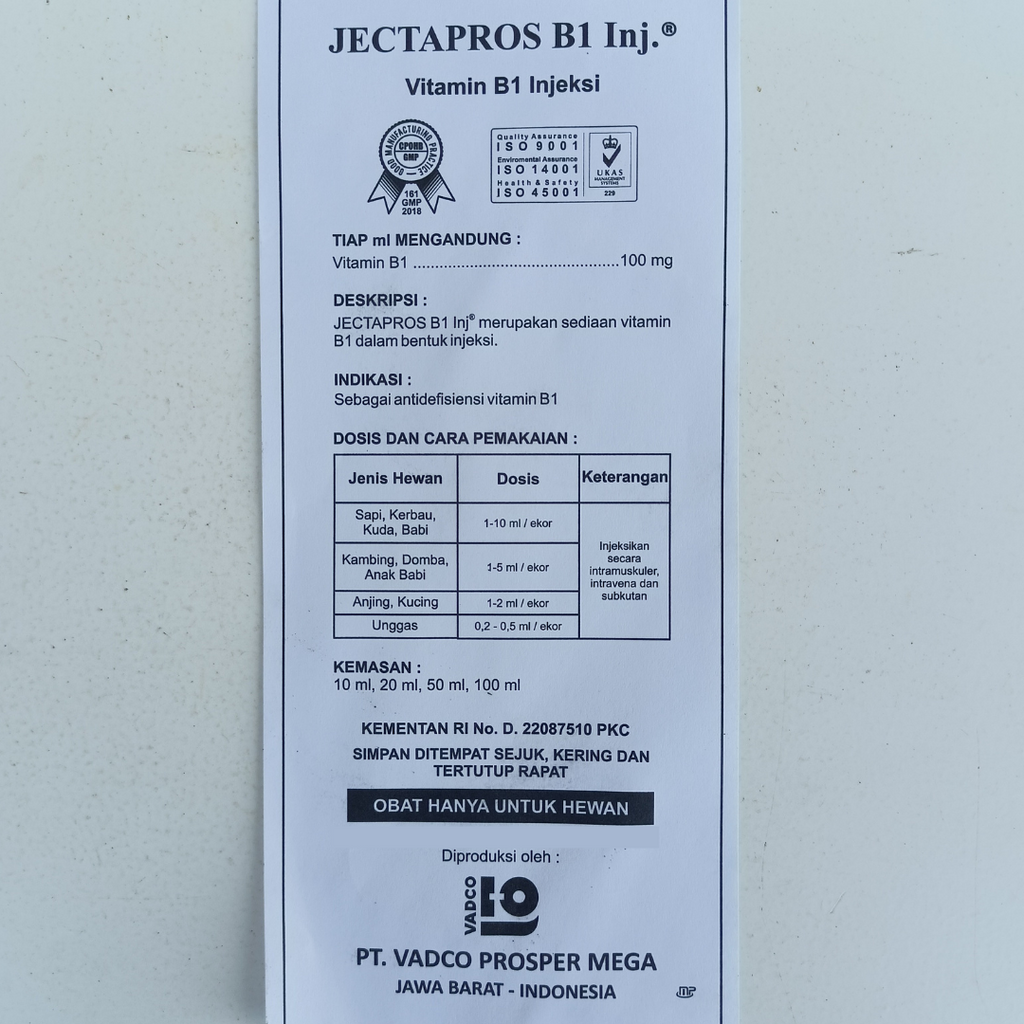 JECTAPROS B1 Inj.®
Vitamin B1 Injeksi
GOOD MANUFACTURING PRACTICE
CPOHB
GMP
161
GMP
2018
Quality Assurance
ISO 9001
Enviromental Assurance
ISO 14001
Health & Safety
ISO 45001
UKAS
MANAGEMENT
SYSTEMS
229
TIAP ml MENGANDUNG :
Vitamin B1 ...............................................100 mg
DESKRIPSI :
JECTAPROS B1 Inj® merupakan sediaan vitamin
B1 dalam bentuk injeksi.
INDIKASI :
Sebagai antidefisiensi vitamin B1
DOSIS DAN CARA PEMAKAIAN :
Jenis Hewan Dosis Keterangan
Sapi, Kerbau,
Kuda, Babi
1-10 ml / ekor
Kambing, Domba,
Anak Babi
1-5 ml / ekor
Anjing, Kucing 1-2 ml / ekor
Unggas 0,2 - 0,5 ml / ekor
Injeksikan
secara
intramuskuler,
intravena dan
subkutan
KEMASAN :
10 ml, 20 ml, 50 ml, 100 ml
KEMENTAN RI No. D. 22087510 PKC
SIMPAN DITEMPAT SEJUK, KERING DAN
TERTUTUP RAPAT
OBAT HANYA UNTUK HEWAN
Diproduksi oleh :
VADCO
PT. VADCO PROSPER MEGA
JAWA BARAT - INDONESIA